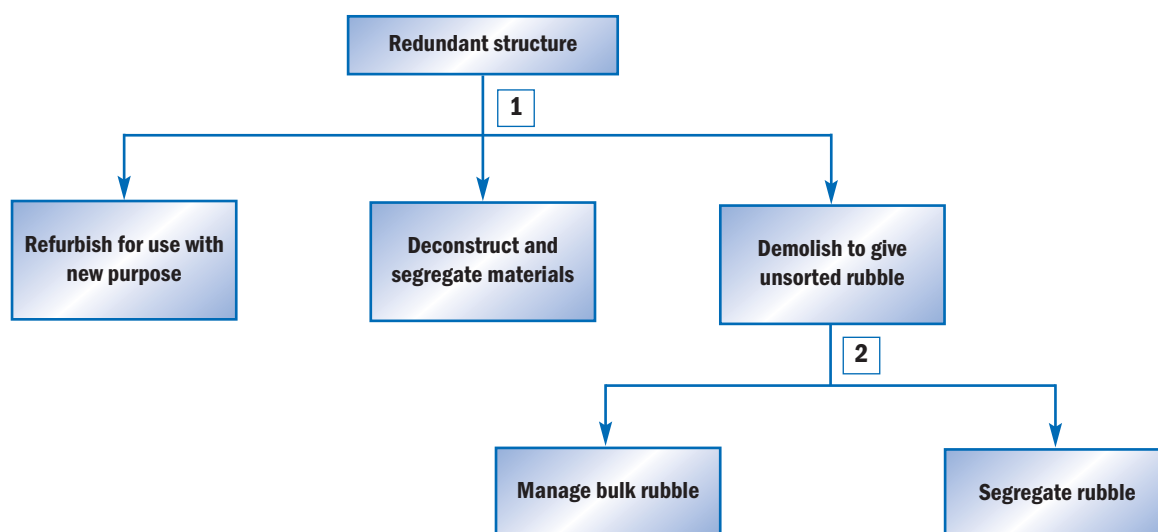 Redundant structure
1
Refurbish for use with
new purpose
Deconstruct and
segregate materials
Demolish to give
unsorted rubble
2
Manage bulk rubble
Segregate rubble